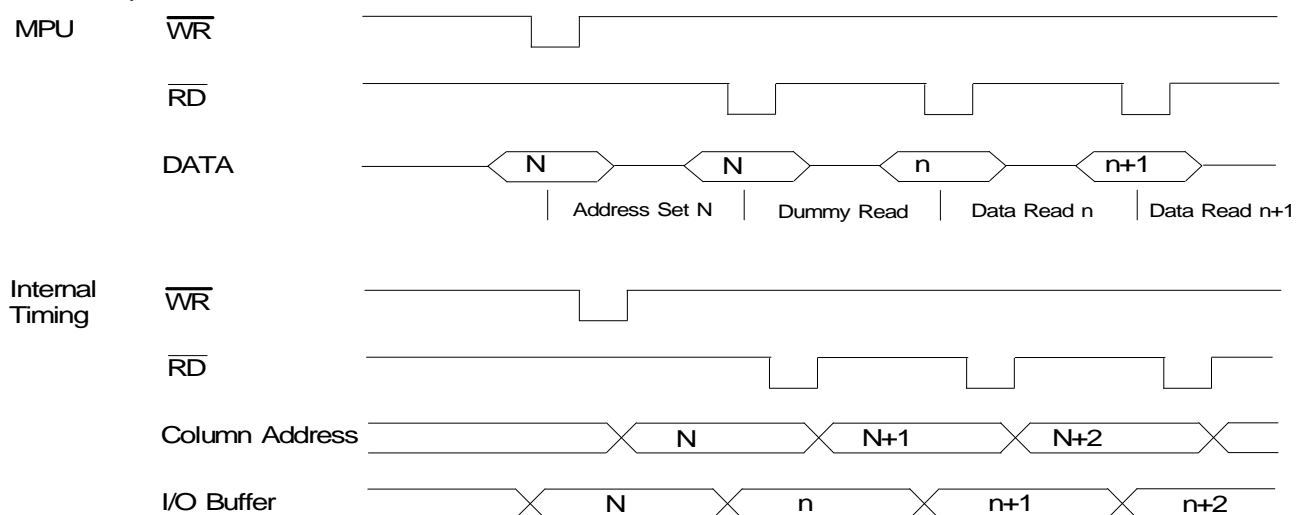 MPU WR
RD
DATA N N n n+1
Address Set N Dummy Read Data Read n Data Read n+1
Internal
Timing WR
RD
Column Address N N+1 N+2
I/O Buffer N n n+1 n+2